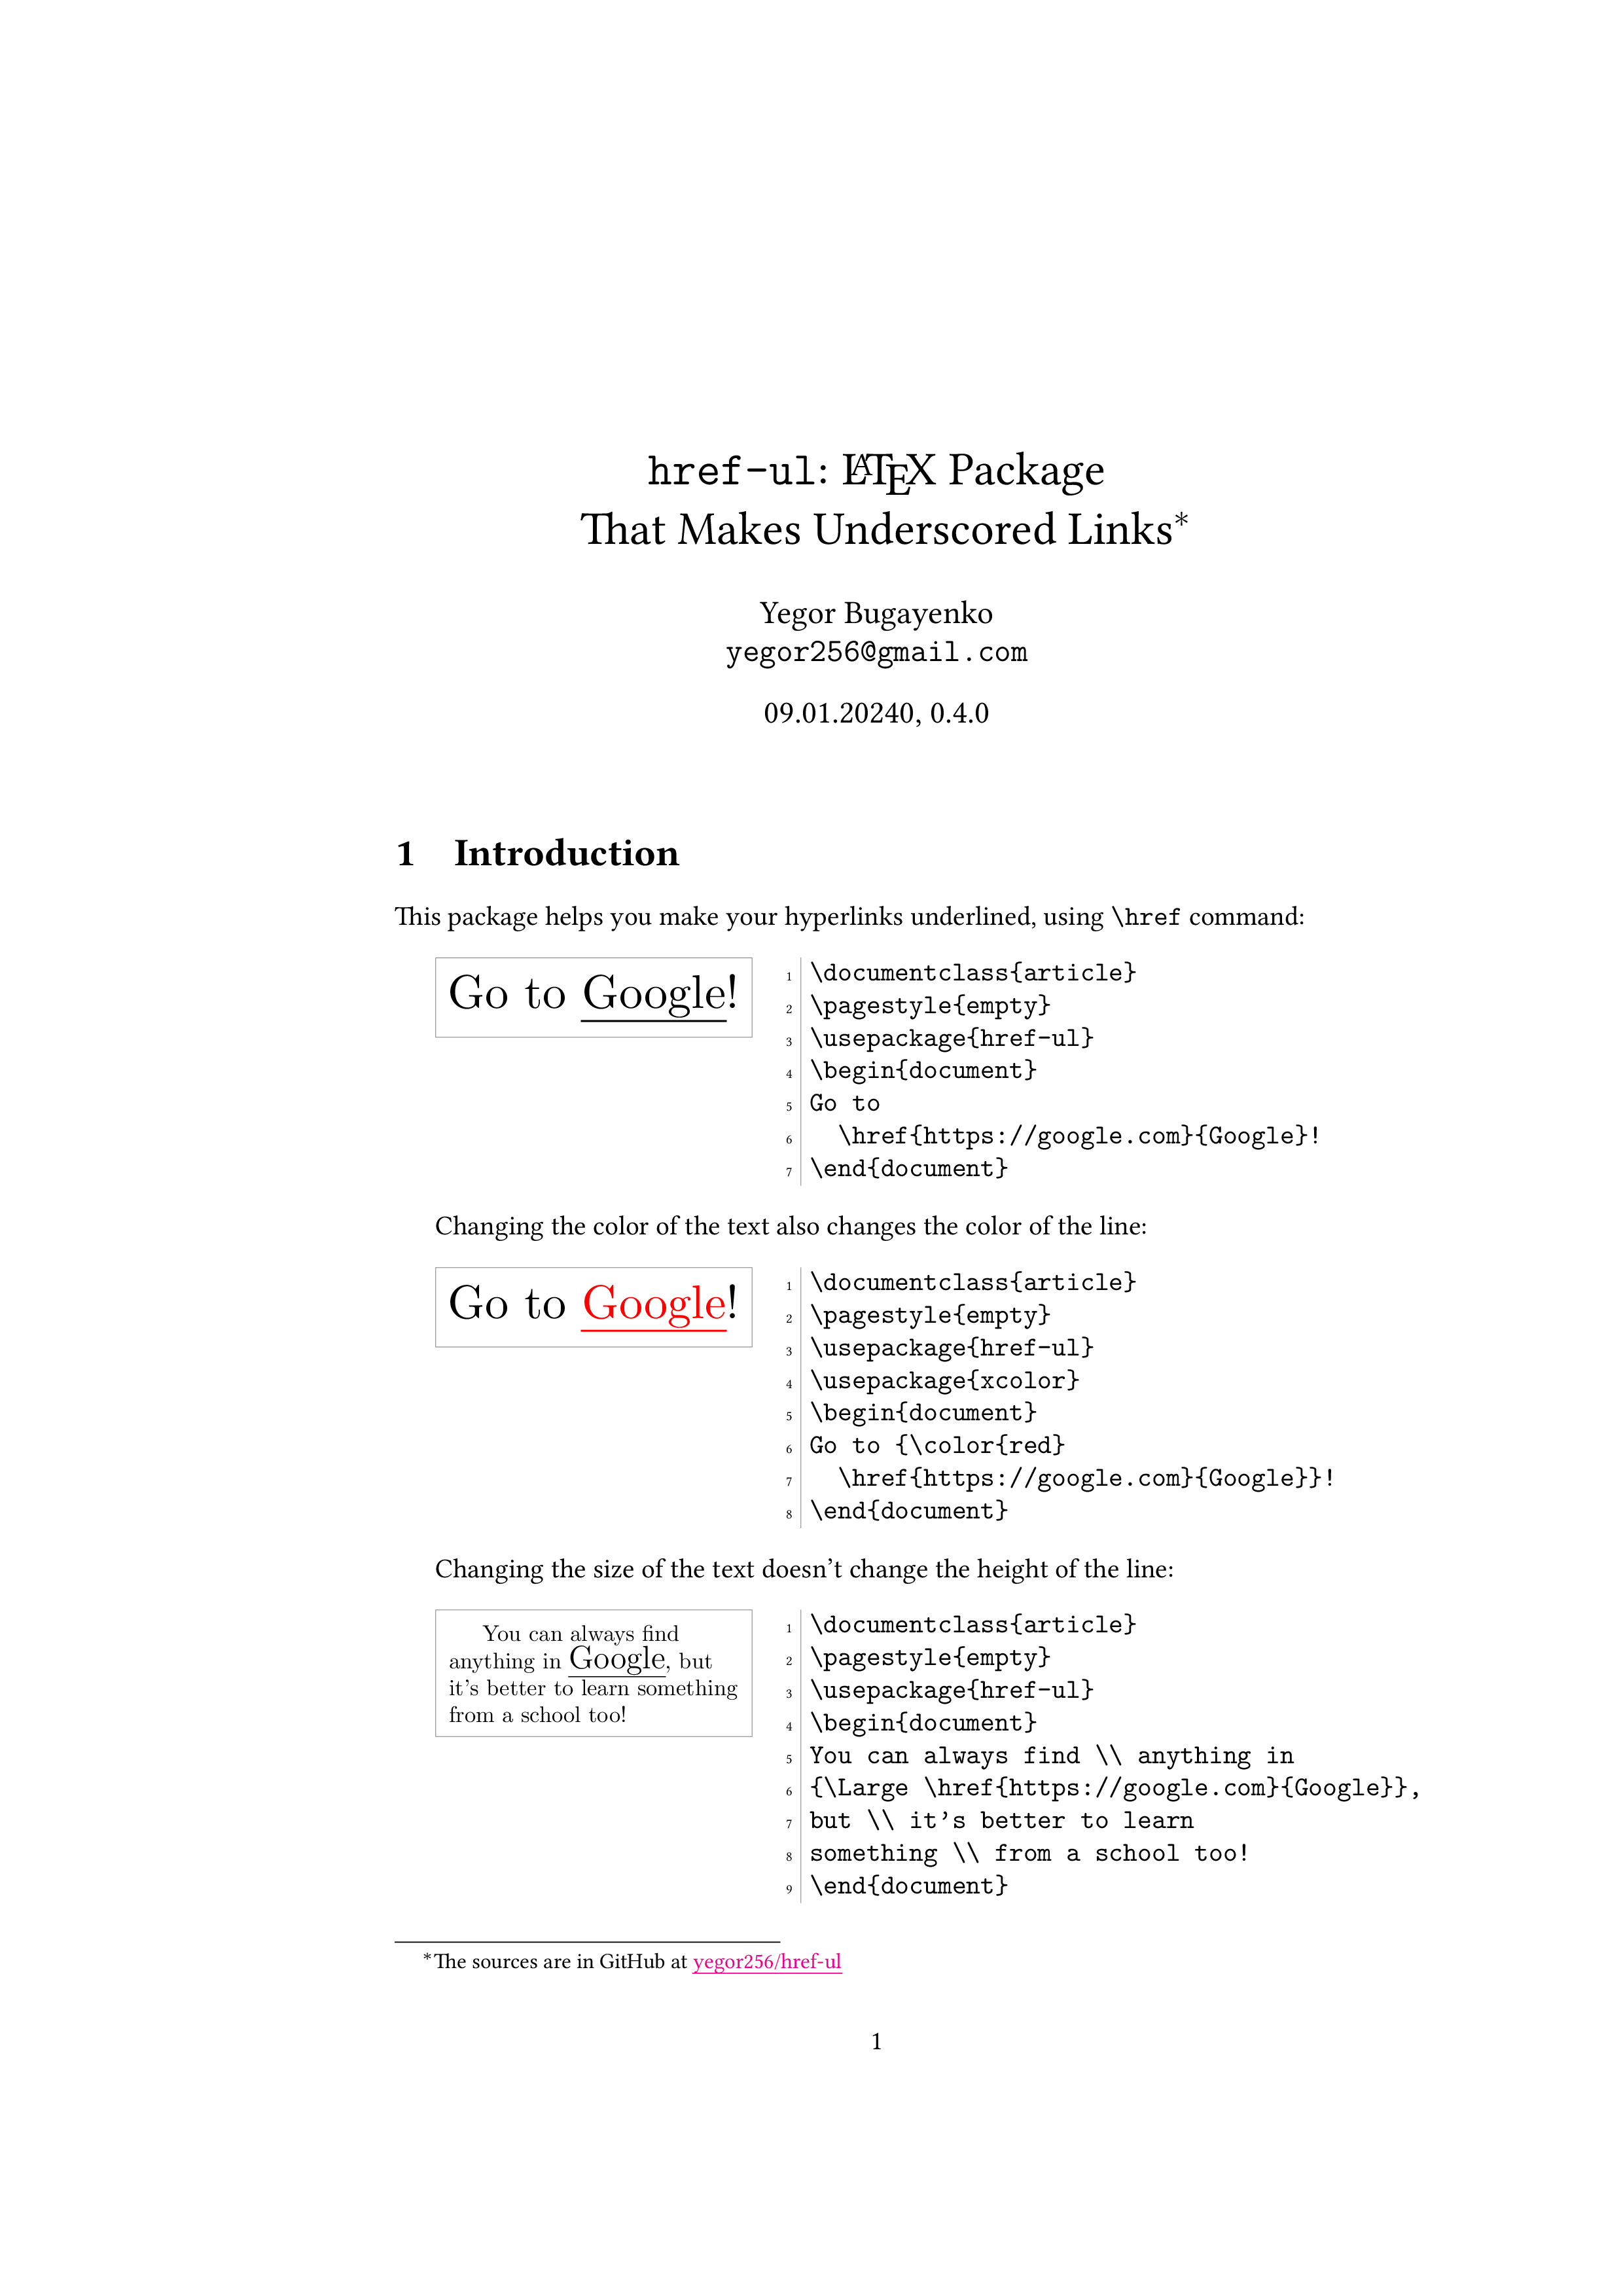 href-ul: LATEX Package
That Makes Underscored Links*
Yegor Bugayenko
yegor256@gmail.com
09.01.20240, 0.4.0
1 Introduction
This package helps you make your hyperlinks underlined, using \href command:
Go to Google!
1 \documentclass{article}
2 \pagestyle{empty}
3 \usepackage{href-ul}
4 \begin{document}
5 Go to
6   \href{https://google.com}{Google}!
7 \end{document}
Changing the color of the text also changes the color of the line:
Go to Google!
1 \documentclass{article}
2 \pagestyle{empty}
3 \usepackage{href-ul}
4 \usepackage{xcolor}
5 \begin{document}
6 Go to {\color{red}
7   \href{https://google.com}{Google}}!
8 \end{document}
Changing the size of the text doesn't change the height of the line:
You can always find
anything in Google, but
it's better to learn something
from a school too!
1 \documentclass{article}
2 \pagestyle{empty}
3 \usepackage{href-ul}
4 \begin{document}
5 You can always find \\ anything in
6 {\Large \href{https://google.com}{Google}},
7 but \\ it's better to learn
8 something \\ from a school too!
9 \end{document}
*The sources are in GitHub at yegor256/href-ul
1